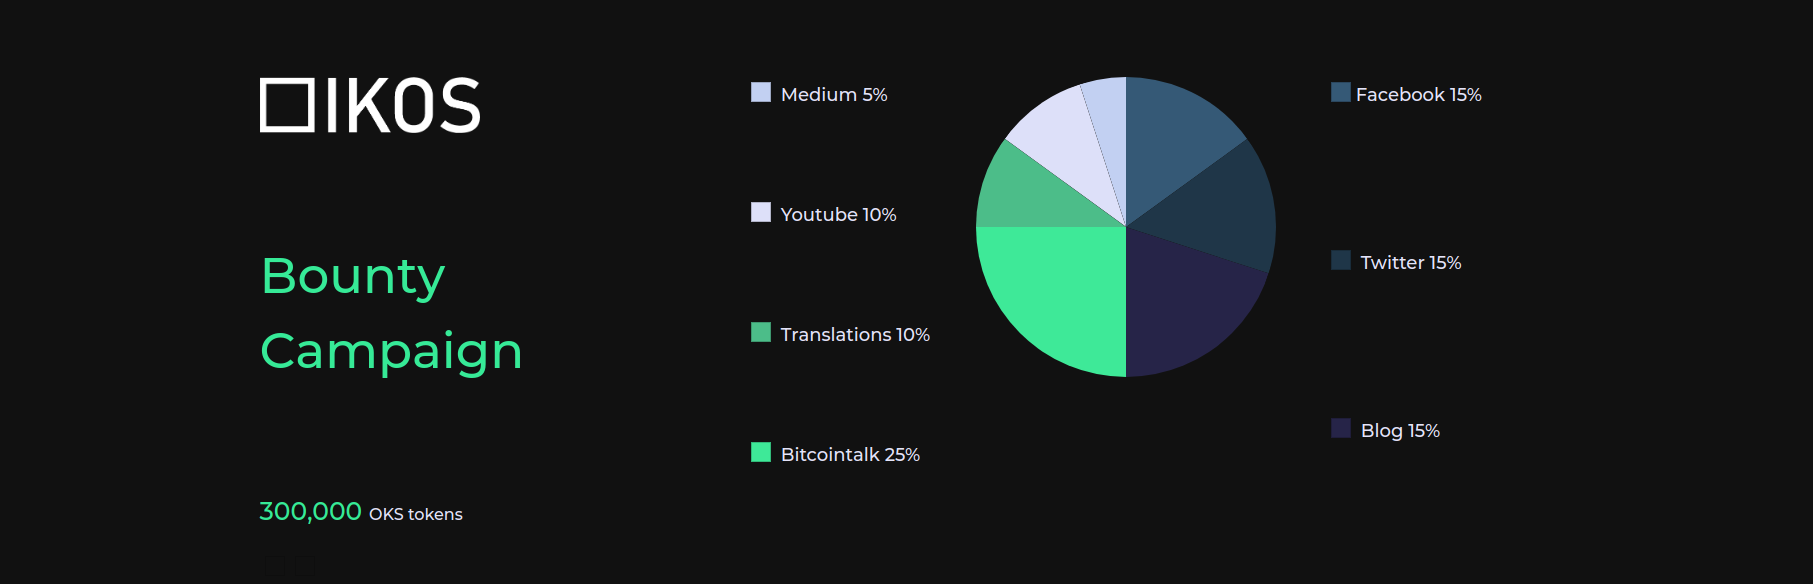 OIKOS
Bounty
Campaign
300,000 OKS tokens
Medium 5%
Youtube 10%
Translations 10%
Bitcointalk 25%
Facebook 15%
Twitter 15%
Blog 15%